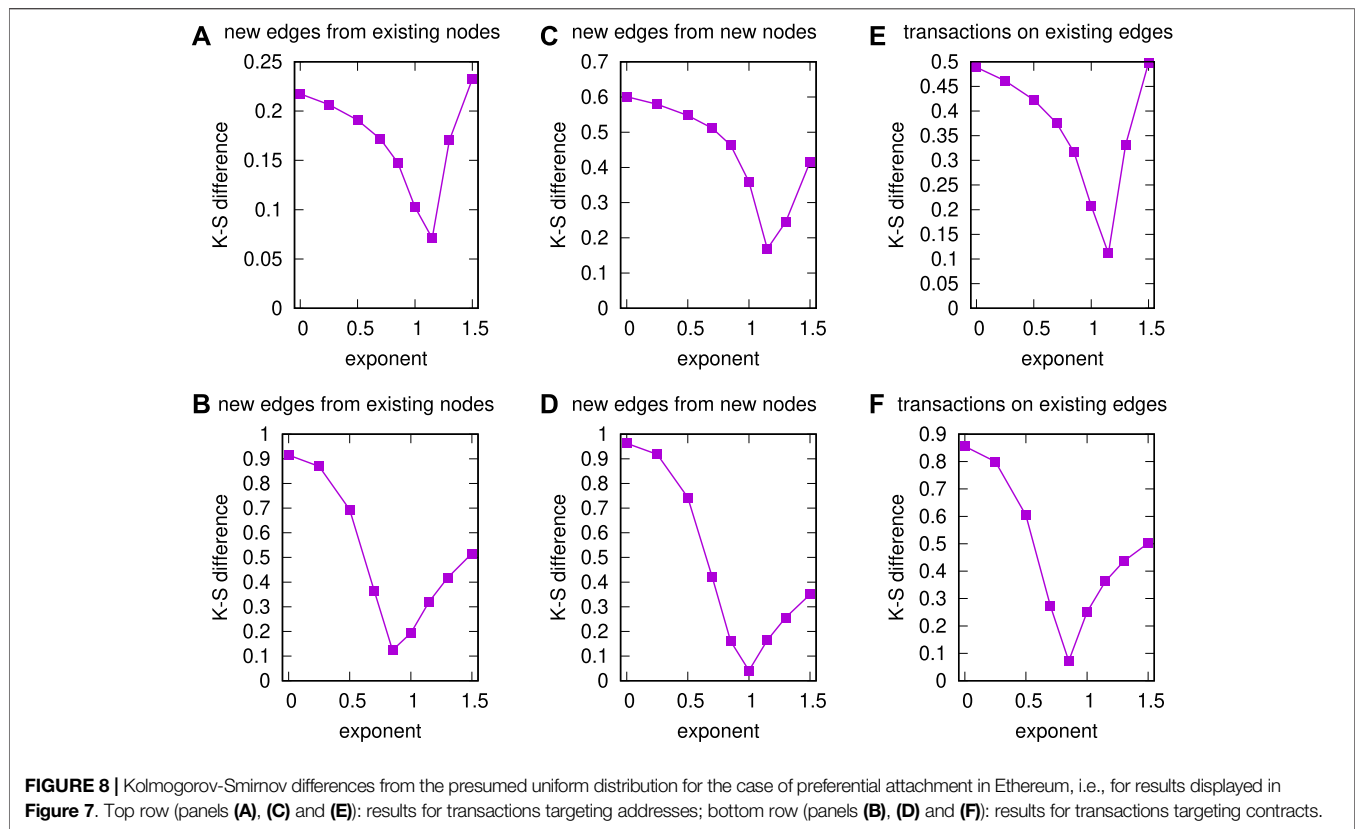 A new edges from existing nodes
0.25
0.2
0.15
0.1
0.05
0
K-S difference
0 0.5 1 1.5
exponent
C new edges from new nodes
0.7
0.6
0.5
0.4
0.3
0.2
0.1
0
K-S difference
0 0.5 1 1.5
exponent
E transactions on existing edges
0.5
0.45
0.4
0.35
0.3
0.25
0.2
0.15
0.1
0.05
0
K-S difference
0 0.5 1 1.5
exponent
B new edges from existing nodes
1
0.9
0.8
0.7
0.6
0.5
0.4
0.3
0.2
0.1
0
K-S difference
0 0.5 1 1.5
exponent
D new edges from new nodes
1
0.9
0.8
0.7
0.6
0.5
0.4
0.3
0.2
0.1
0
K-S difference
0 0.5 1 1.5
exponent
F transactions on existing edges
0.9
0.8
0.7
0.6
0.5
0.4
0.3
0.2
0.1
0
K-S difference
0 0.5 1 1.5
exponent
FIGURE 8 | Kolmogorov-Smirnov differences from the presumed uniform distribution for the case of preferential attachment in Ethereum, i.e., for results displayed in
Figure 7. Top row (panels (A), (C) and (E)): results for transactions targeting addresses; bottom row (panels (B), (D) and (F)): results for transactions targeting contracts.